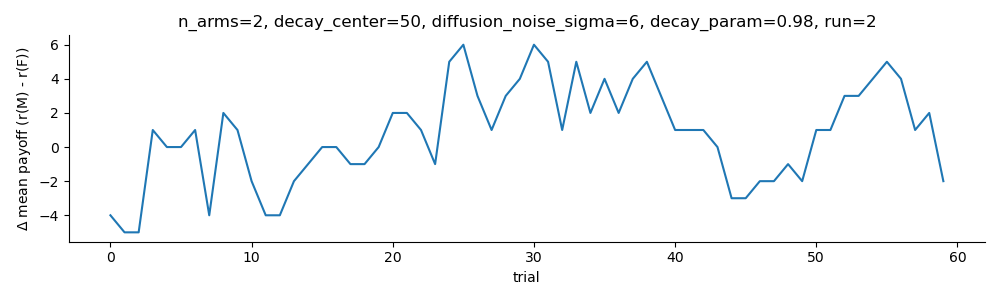 n_arms=2, decay_center=50, diffusion_noise_sigma=6, decay_param=0.98, run=2
Δ mean payoff (r(M) - r(F))
6
4
2
0
−2
−4
0 10 20 30 40 50 60
trial